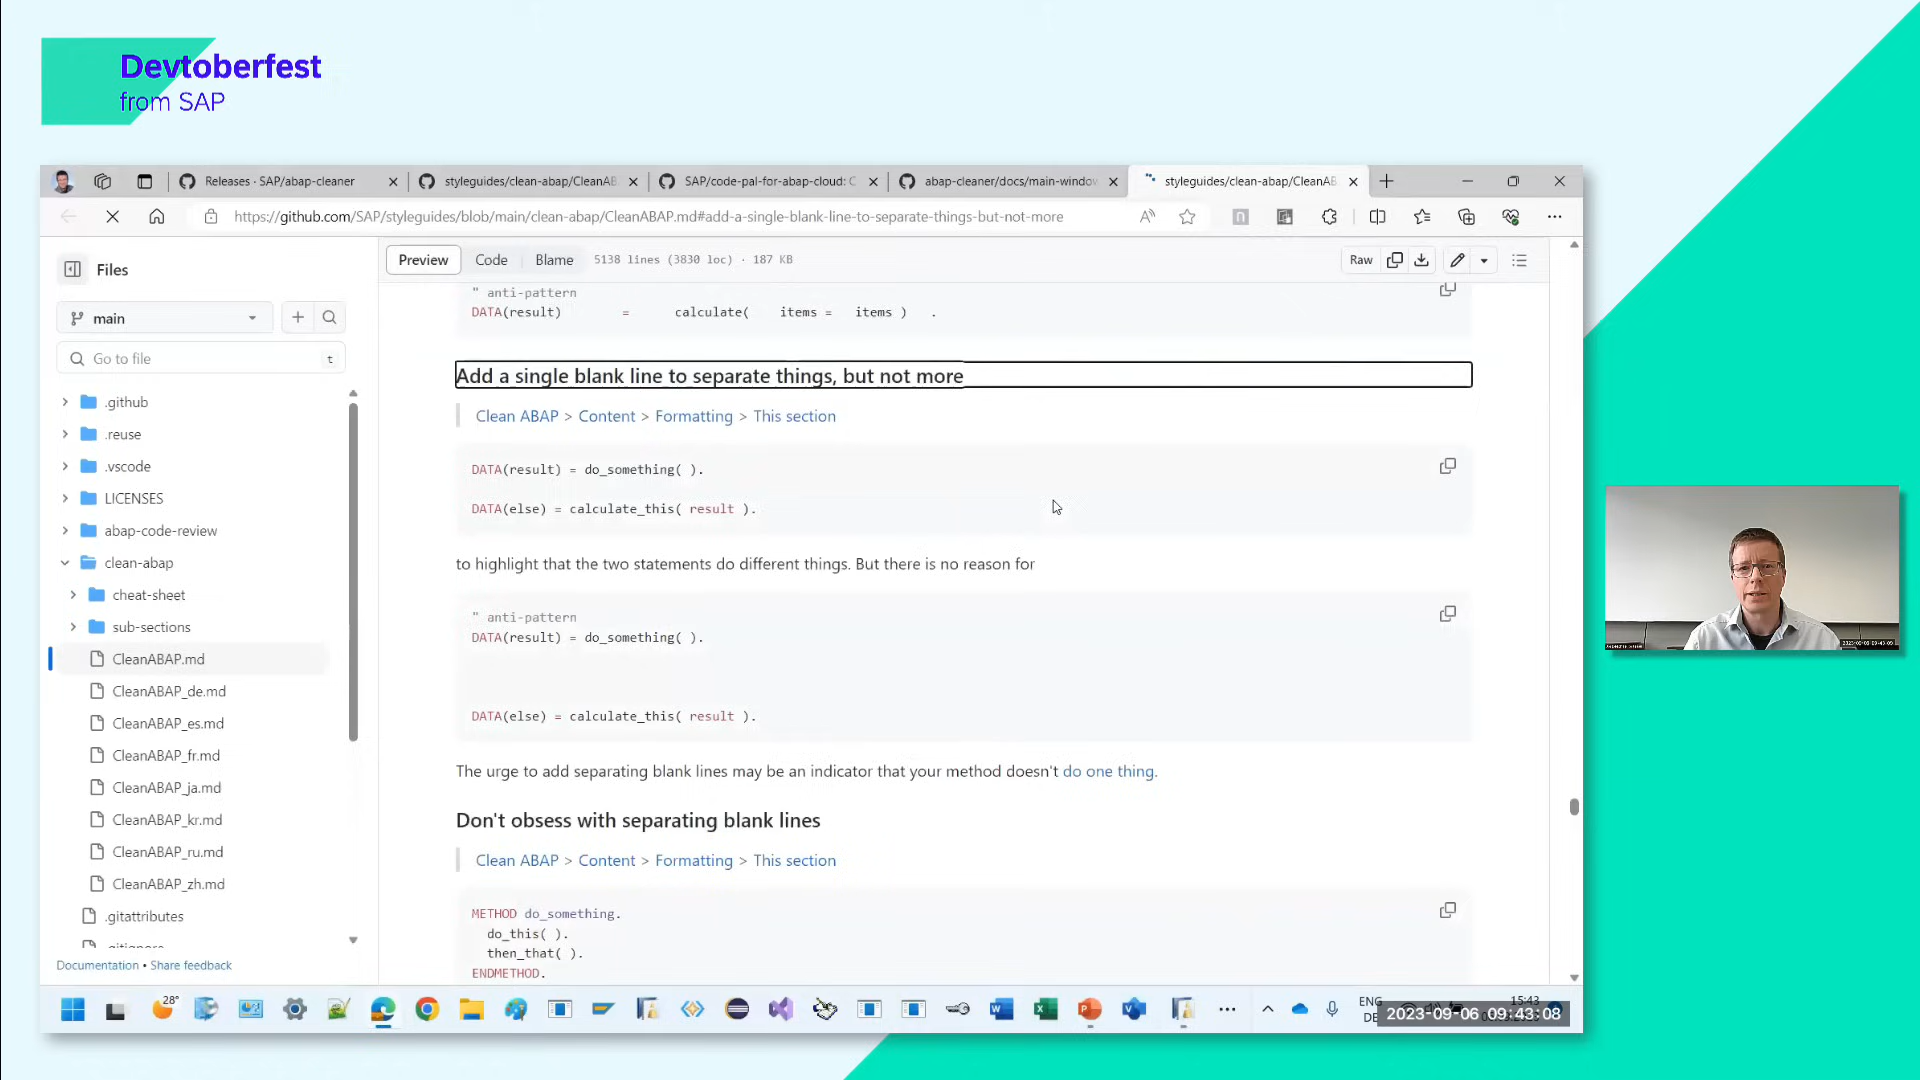 Devtoberfest
from SAP
Releases · SAP/abap-cleaner
styleguides/clean-abap/CleanAB
SAP/code-pal-for-abap-cloud: C
abap-cleaner/docs/main-window
styleguides/clean-abap/CleanAB
https://github.com/SAP/styleguides/blob/main/clean-abap/CleanABAP.md#add-a-single-blank-line-to-separate-things-but-not-more
Files
Preview Code Blame 5138 lines (3830 loc) · 187 KB
Raw
main
Go to file
t
.github
.reuse
.vscode
LICENSES
abap-code-review
clean-abap
cheat-sheet
sub-sections
CleanABAP.md
CleanABAP_de.md
CleanABAP_es.md
CleanABAP_fr.md
CleanABAP_ja.md
CleanABAP_kr.md
CleanABAP_ru.md
CleanABAP_zh.md
.gitattributes
.gitignore
Documentation • Share feedback
" anti-pattern
DATA(result)        =      calculate(    items =   items )   .
Add a single blank line to separate things, but not more
Clean ABAP > Content > Formatting > This section
DATA(result) = do_something( ).
DATA(else) = calculate_this( result ).
to highlight that the two statements do different things. But there is no reason for
" anti-pattern
DATA(result) = do_something( ).
DATA(else) = calculate_this( result ).
The urge to add separating blank lines may be an indicator that your method doesn't do one thing.
Don't obsess with separating blank lines
Clean ABAP > Content > Formatting > This section
METHOD do_something.
do_this( ).
then_that( ).
ENDMETHOD.
28°
ENG
DE
15:43
2023-09-06 09:43:08